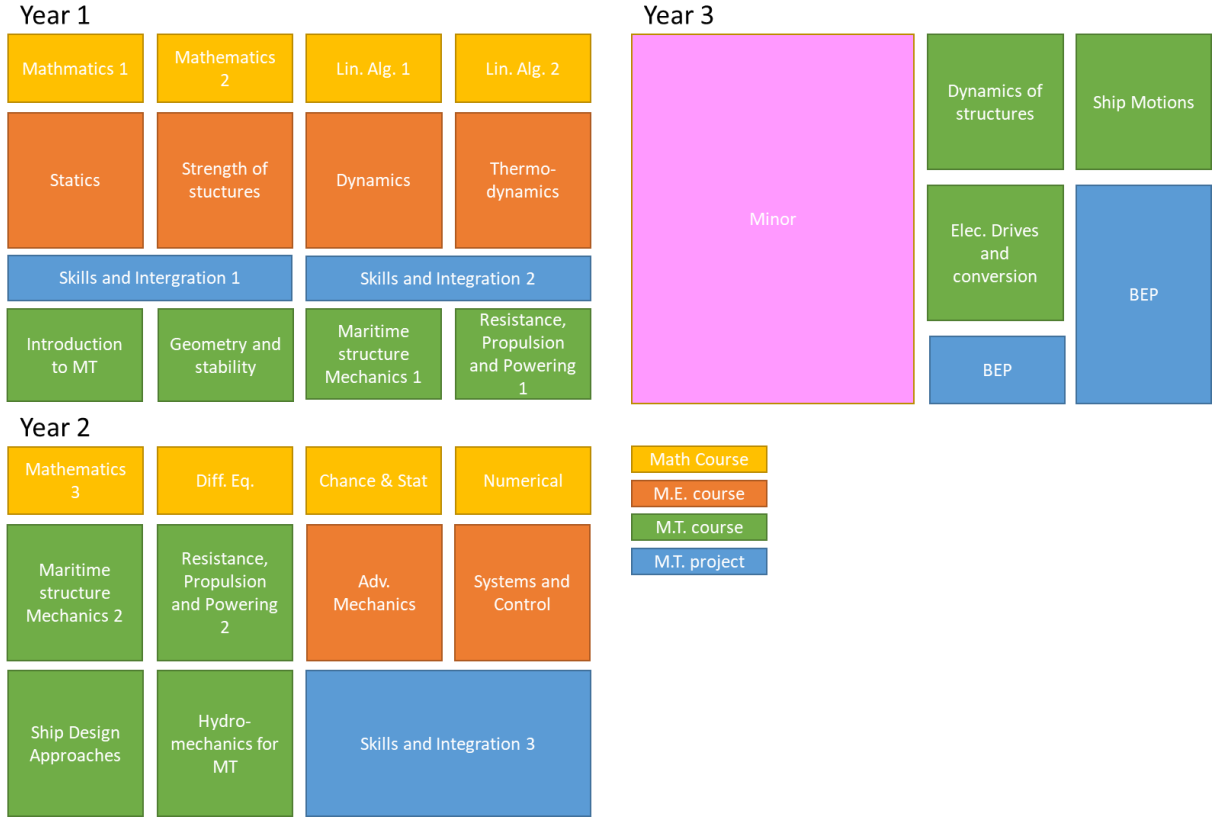 Year 1
Mathmatics 1
Mathematics
2
Lin. Alg. 1
Lin. Alg. 2
Statics
Strength of
stuctures
Dynamics
Thermo-
dynamics
Skills and Intergration 1
Skills and Integration 2
Introduction
to MT
Geometry and
stability
Maritime
structure
Mechanics 1
Resistance,
Propulsion
and Powering
1
Year 2
Mathematics
3
Diff. Eq.
Chance & Stat
Numerical
Maritime
structure
Mechanics 2
Resistance,
Propulsion
and Powering
2
Adv.
Mechanics
Systems and
Control
Ship Design
Approaches
Hydro-
mechanics for
MT
Skills and Integration 3
Year 3
Minor
Dynamics of
structures
Ship Motions
Elec. Drives
and
conversion
BEP
BEP
Math Course
M.E. course
M.T. course
M.T. project